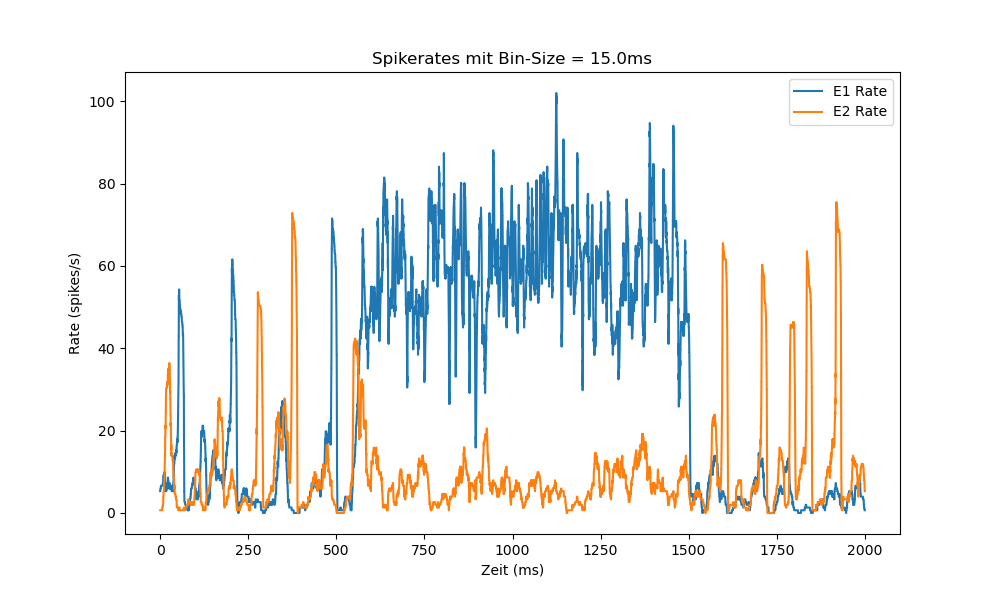 Spikerates mit Bin-Size = 15.0ms
E1 Rate
E2 Rate
100
80
60
40
20
0
Rate (spikes/s)
0 250 500 750 1000 1250 1500 1750 2000
Zeit (ms)